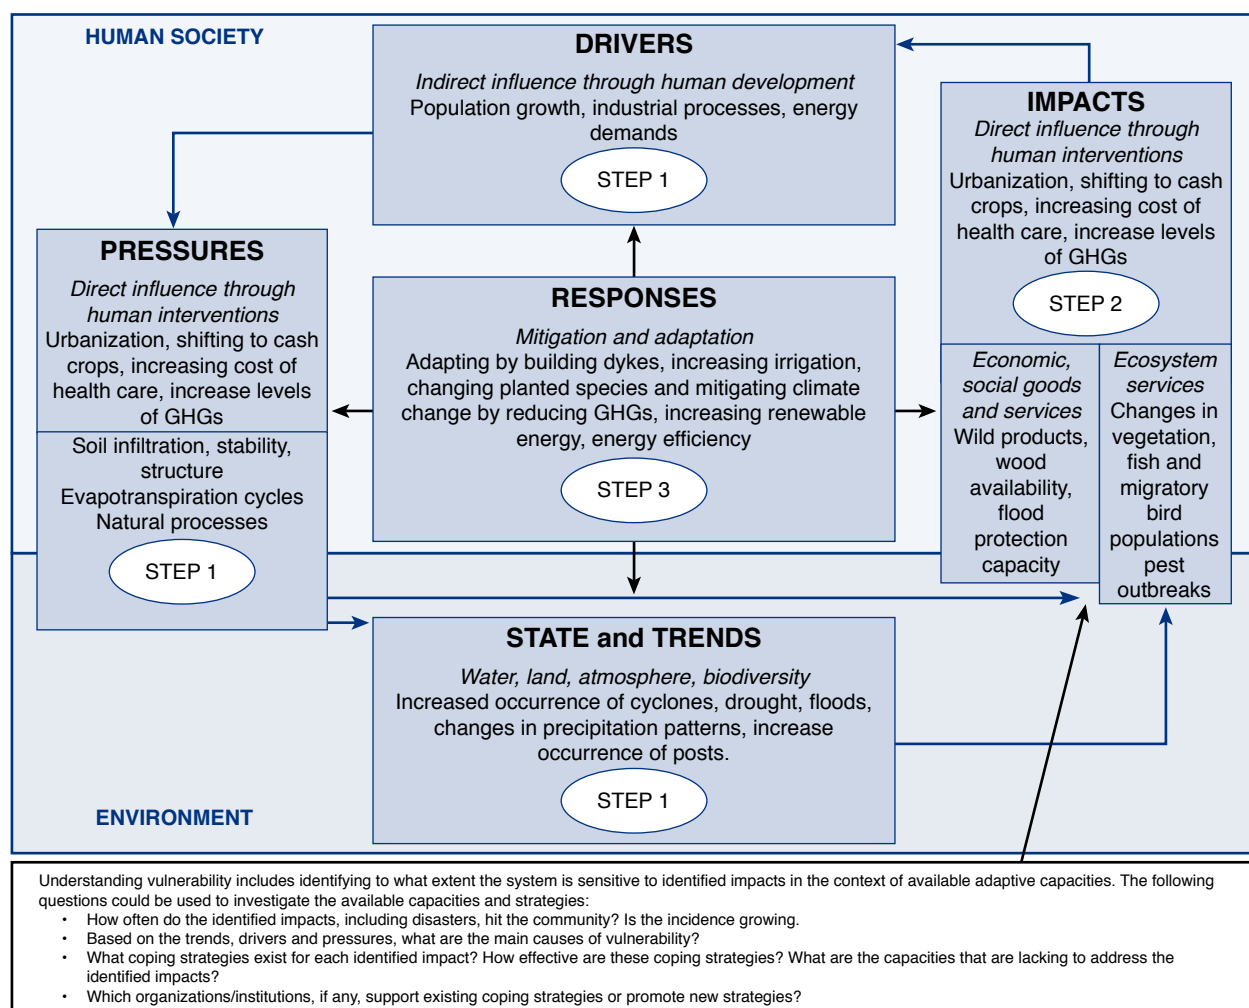 HUMAN SOCIETY
DRIVERS
Indirect influence through human development
Population growth, industrial processes, energy
demands
STEP 1
IMPACTS
Direct influence through
human interventions
Urbanization, shifting to cash
crops, increasing cost of
health care, increase levels
of GHGs
STEP 2
Economic,
social goods
and services
Wild products,
wood
availability,
flood
protection
capacity
Ecosystem
services
Changes in
vegetation,
fish and
migratory
bird
populations
pest
outbreaks
PRESSURES
Direct influence through
human interventions
Urbanization, shifting to cash
crops, increasing cost of
health care, increase levels
of GHGs
Soil infiltration, stability,
structure
Evapotranspiration cycles
Natural processes
STEP 1
RESPONSES
Mitigation and adaptation
Adapting by building dykes, increasing irrigation,
changing planted species and mitigating climate
change by reducing GHGs, increasing renewable
energy, energy efficiency
STEP 3
STATE and TRENDS
Water, land, atmosphere, biodiversity
Increased occurrence of cyclones, drought, floods,
changes in precipitation patterns, increase
occurrence of posts.
STEP 1
ENVIRONMENT
Understanding vulnerability includes identifying to what extent the system is sensitive to identified impacts in the context of available adaptive capacities. The following
questions could be used to investigate the available capacities and strategies:
• How often do the identified impacts, including disasters, hit the community? Is the incidence growing.
• Based on the trends, drivers and pressures, what are the main causes of vulnerability?
• What coping strategies exist for each identified impact? How effective are these coping strategies? What are the capacities that are lacking to address the
identified impacts?
• Which organizations/institutions, if any, support existing coping strategies or promote new strategies?